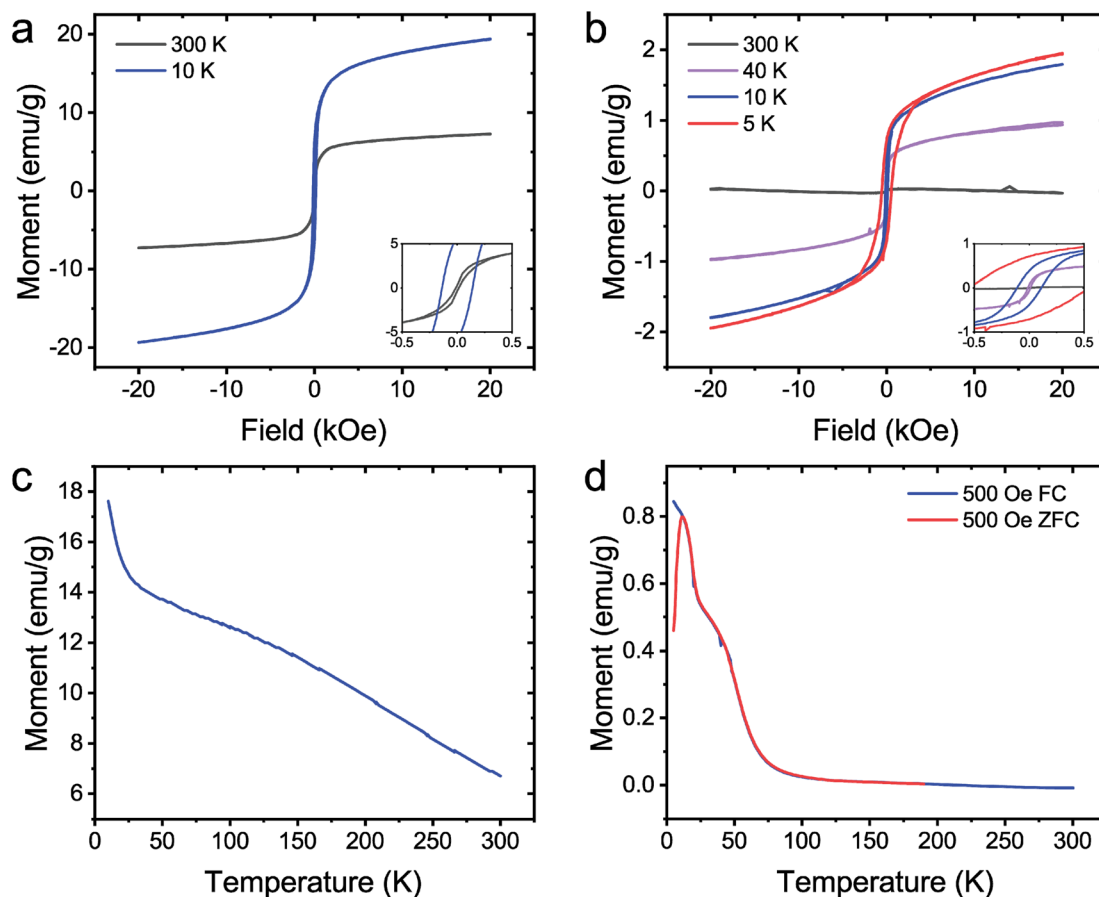 a
300 K
10 K
20
10
0
-10
-20
Moment (emu/g)
5
0
-5
-0.5 0.0 0.5
-20 -10 0 10 20
Field (kOe)
b
300 K
40 K
10 K
5 K
2
1
0
-1
-2
Moment (emu/g)
1
0
-1
-0.5 0.0 0.5
-20 -10 0 10 20
Field (kOe)
c
18
16
14
12
10
8
6
Moment (emu/g)
0 50 100 150 200 250 300
Temperature (K)
d
500 Oe FC
500 Oe ZFC
0.8
0.6
0.4
0.2
0.0
Moment (emu/g)
0 50 100 150 200 250 300
Temperature (K)